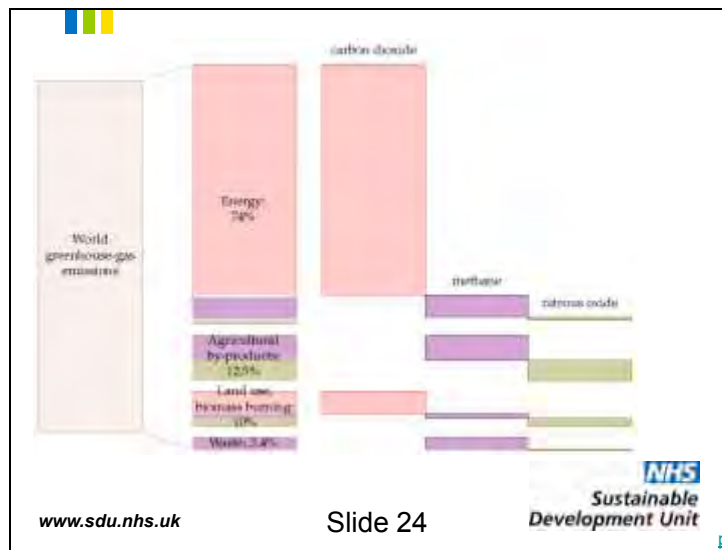 carbon dioxide
Energy:
74%
World
greenhouse-gas
emissions
methane
nitrous oxide
Agricultural
by-products:
12.5%
Land use,
biomass burning:
10%
Waste: 3.4%
NHS
Sustainable
Development Unit
www.sdu.nhs.uk
Slide 24